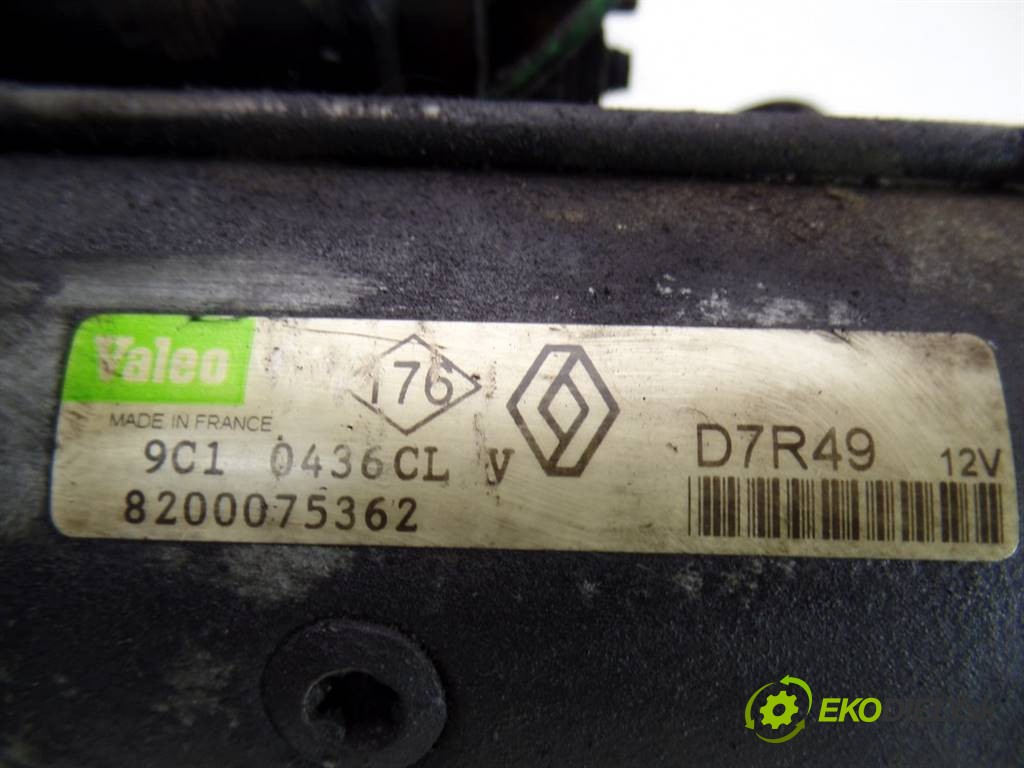 Valeo
176
MADE IN FRANCE
9C1 0436CL V
D7R49
12V
8200075362
EKO